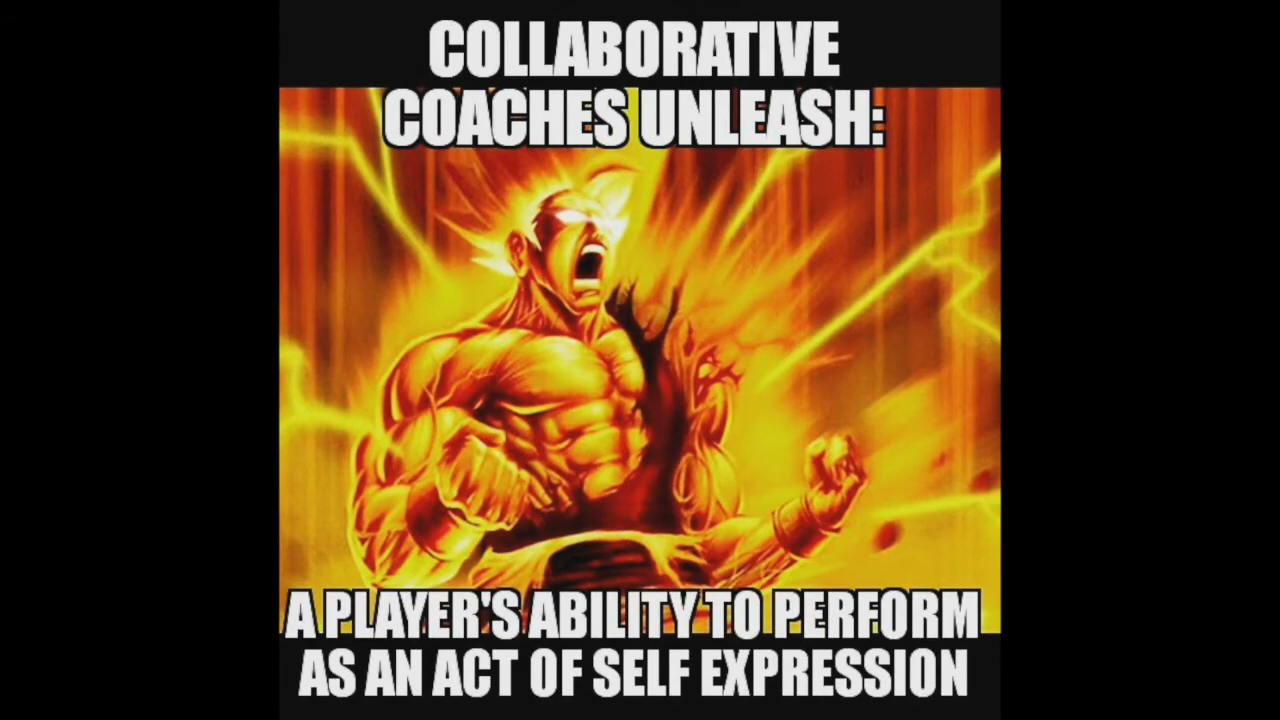 COLLABORATIVE
COACHES UNLEASH:
A PLAYER'S ABILITY TO PERFORM
AS AN ACT OF SELF EXPRESSION